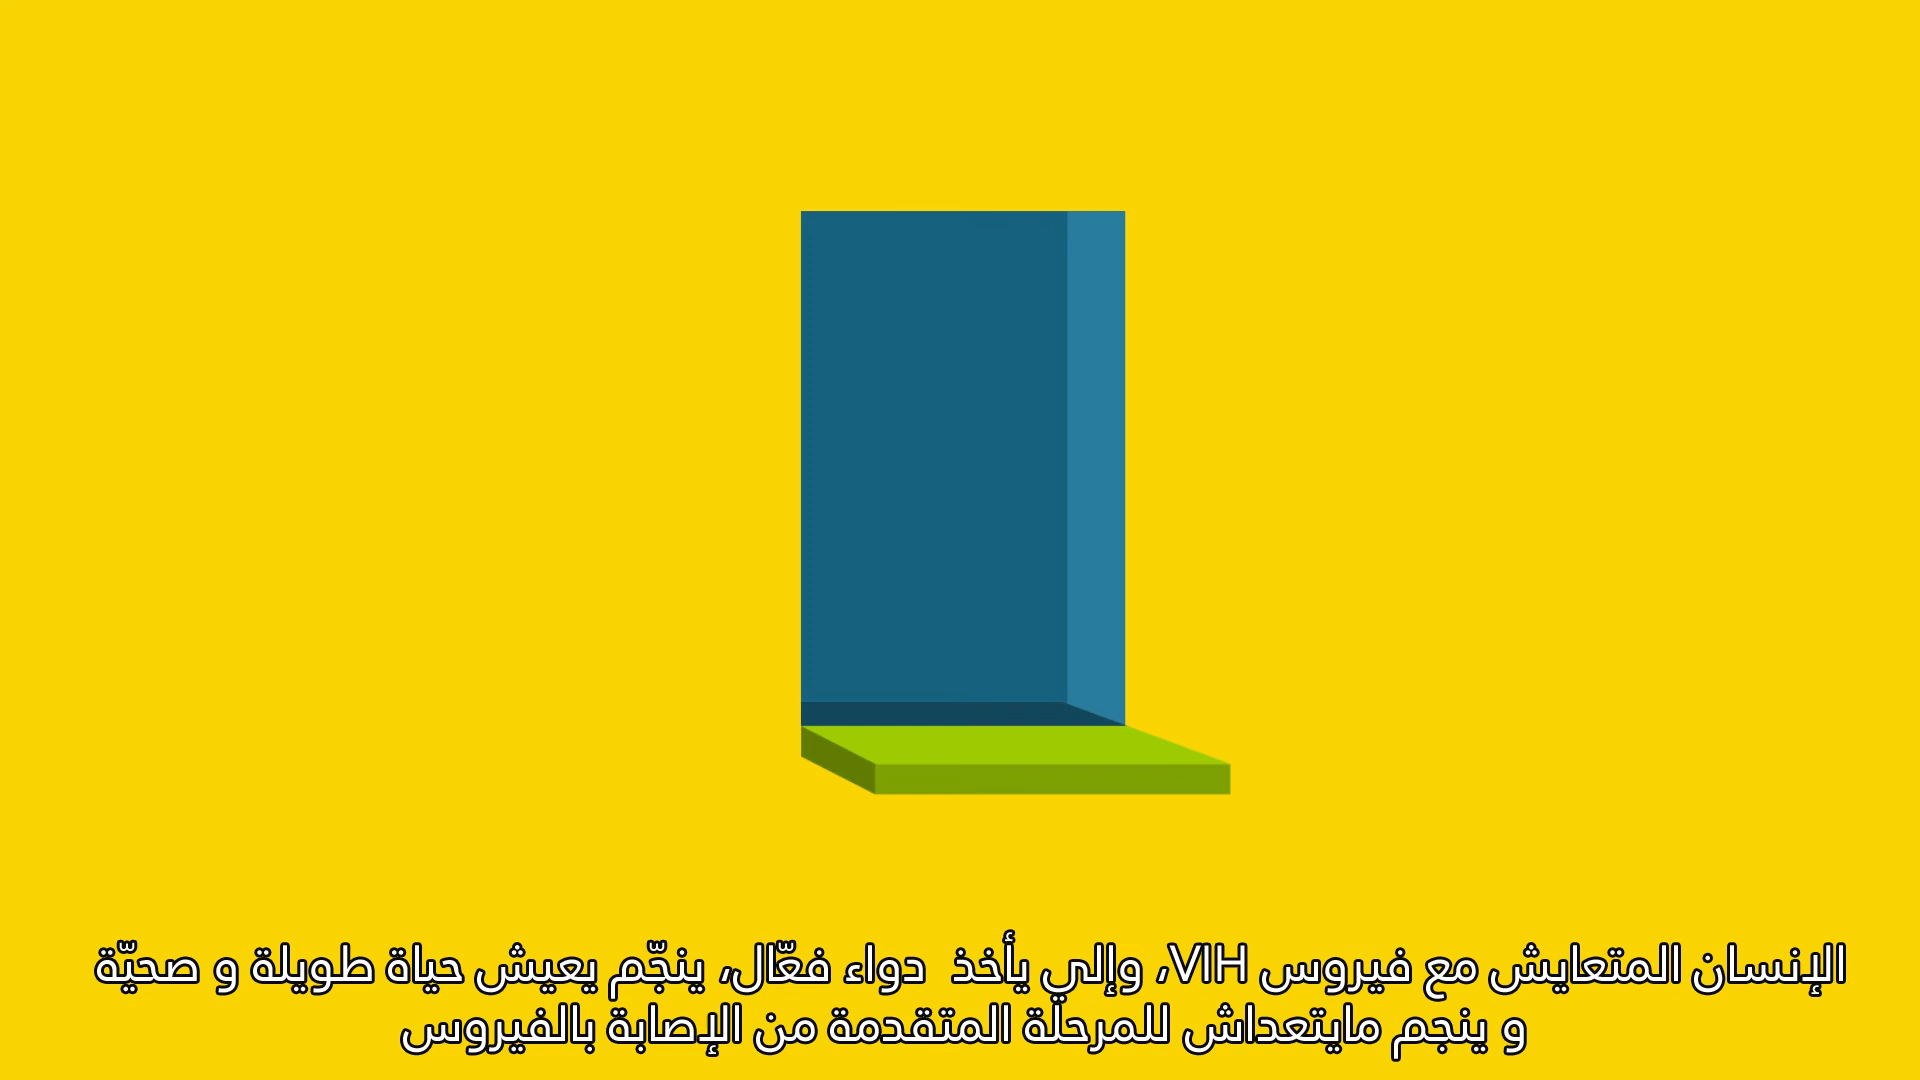 الإنسان المتعايش مع فيروس VIH، وإلي يأخذ  دواء فعّال، ينجّم يعيش حياة طويلة و صحيّة
و ينجم مايتعداش للمرحلة المتقدمة من الإصابة بالفيروس